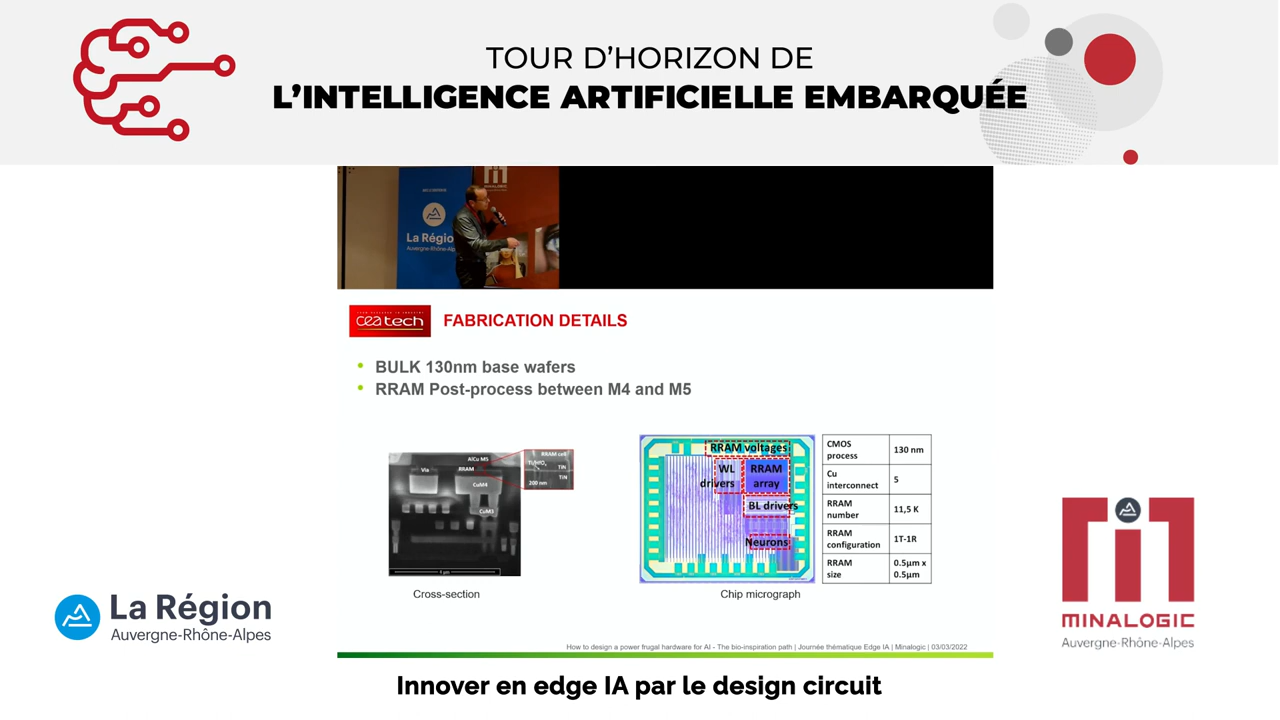 TOUR D'HORIZON DE
L'INTELLIGENCE ARTIFICIELLE EMBARQUÉE
MINALOGIC
La Régio
Auvergne-Rhône-Alp
ceatech
FABRICATION DETAILS
• BULK 130nm base wafers
• RRAM Post-process between M4 and M5
AlCu M5
Via
RRAM
CuM4
CuM3
RRAM cell
TiN
TiN
200 nm
Cross-section
RRAM voltages
WL drivers
RRAM array
BL drivers
Neurons
Chip micrograph
CMOS process 130 nm
Cu interconnect 5
RRAM number 11,5 K
RRAM configuration 1T-1R
RRAM size 0.5µm x 0.5µm
How to design a power frugal hardware for AI - The bio-inspiration path | Journée thématique Edge IA | Minalogic | 03/03/2022
La Région
Auvergne-Rhône-Alpes
MINALOGIC
Auvergne-Rhône-Alpes
Innover en edge IA par le design circuit